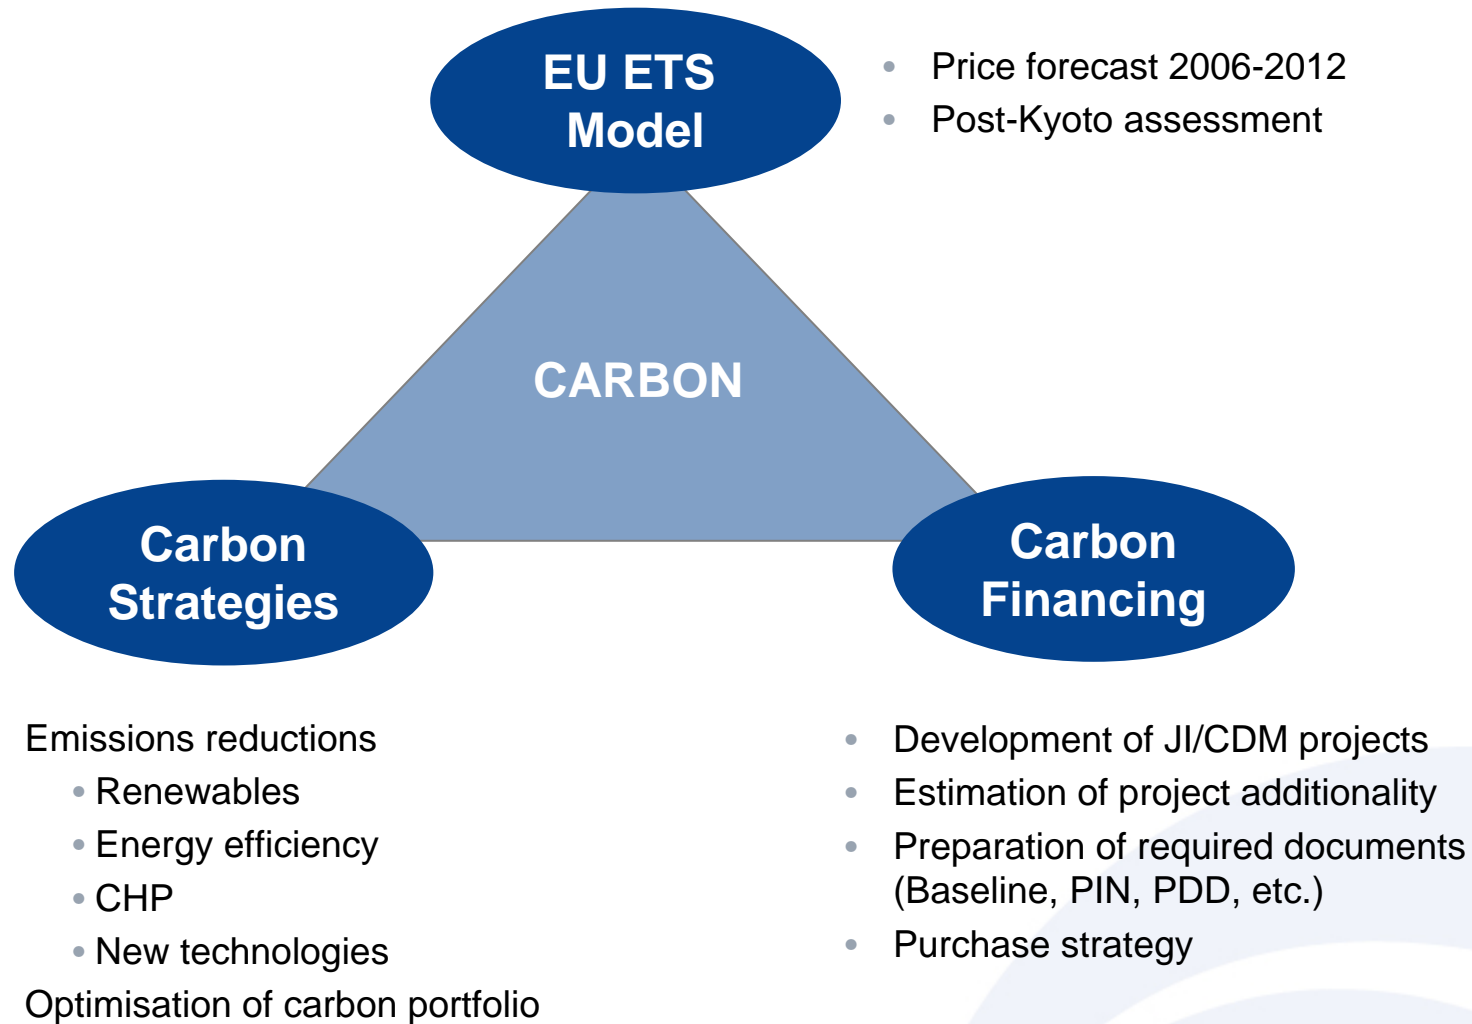 EU ETS
Model
• Price forecast 2006-2012
• Post-Kyoto assessment
CARBON
Carbon
Strategies
Carbon
Financing
Emissions reductions
• Renewables
• Energy efficiency
• CHP
• New technologies
Optimisation of carbon portfolio
• Development of JI/CDM projects
• Estimation of project additionality
• Preparation of required documents
(Baseline, PIN, PDD, etc.)
• Purchase strategy